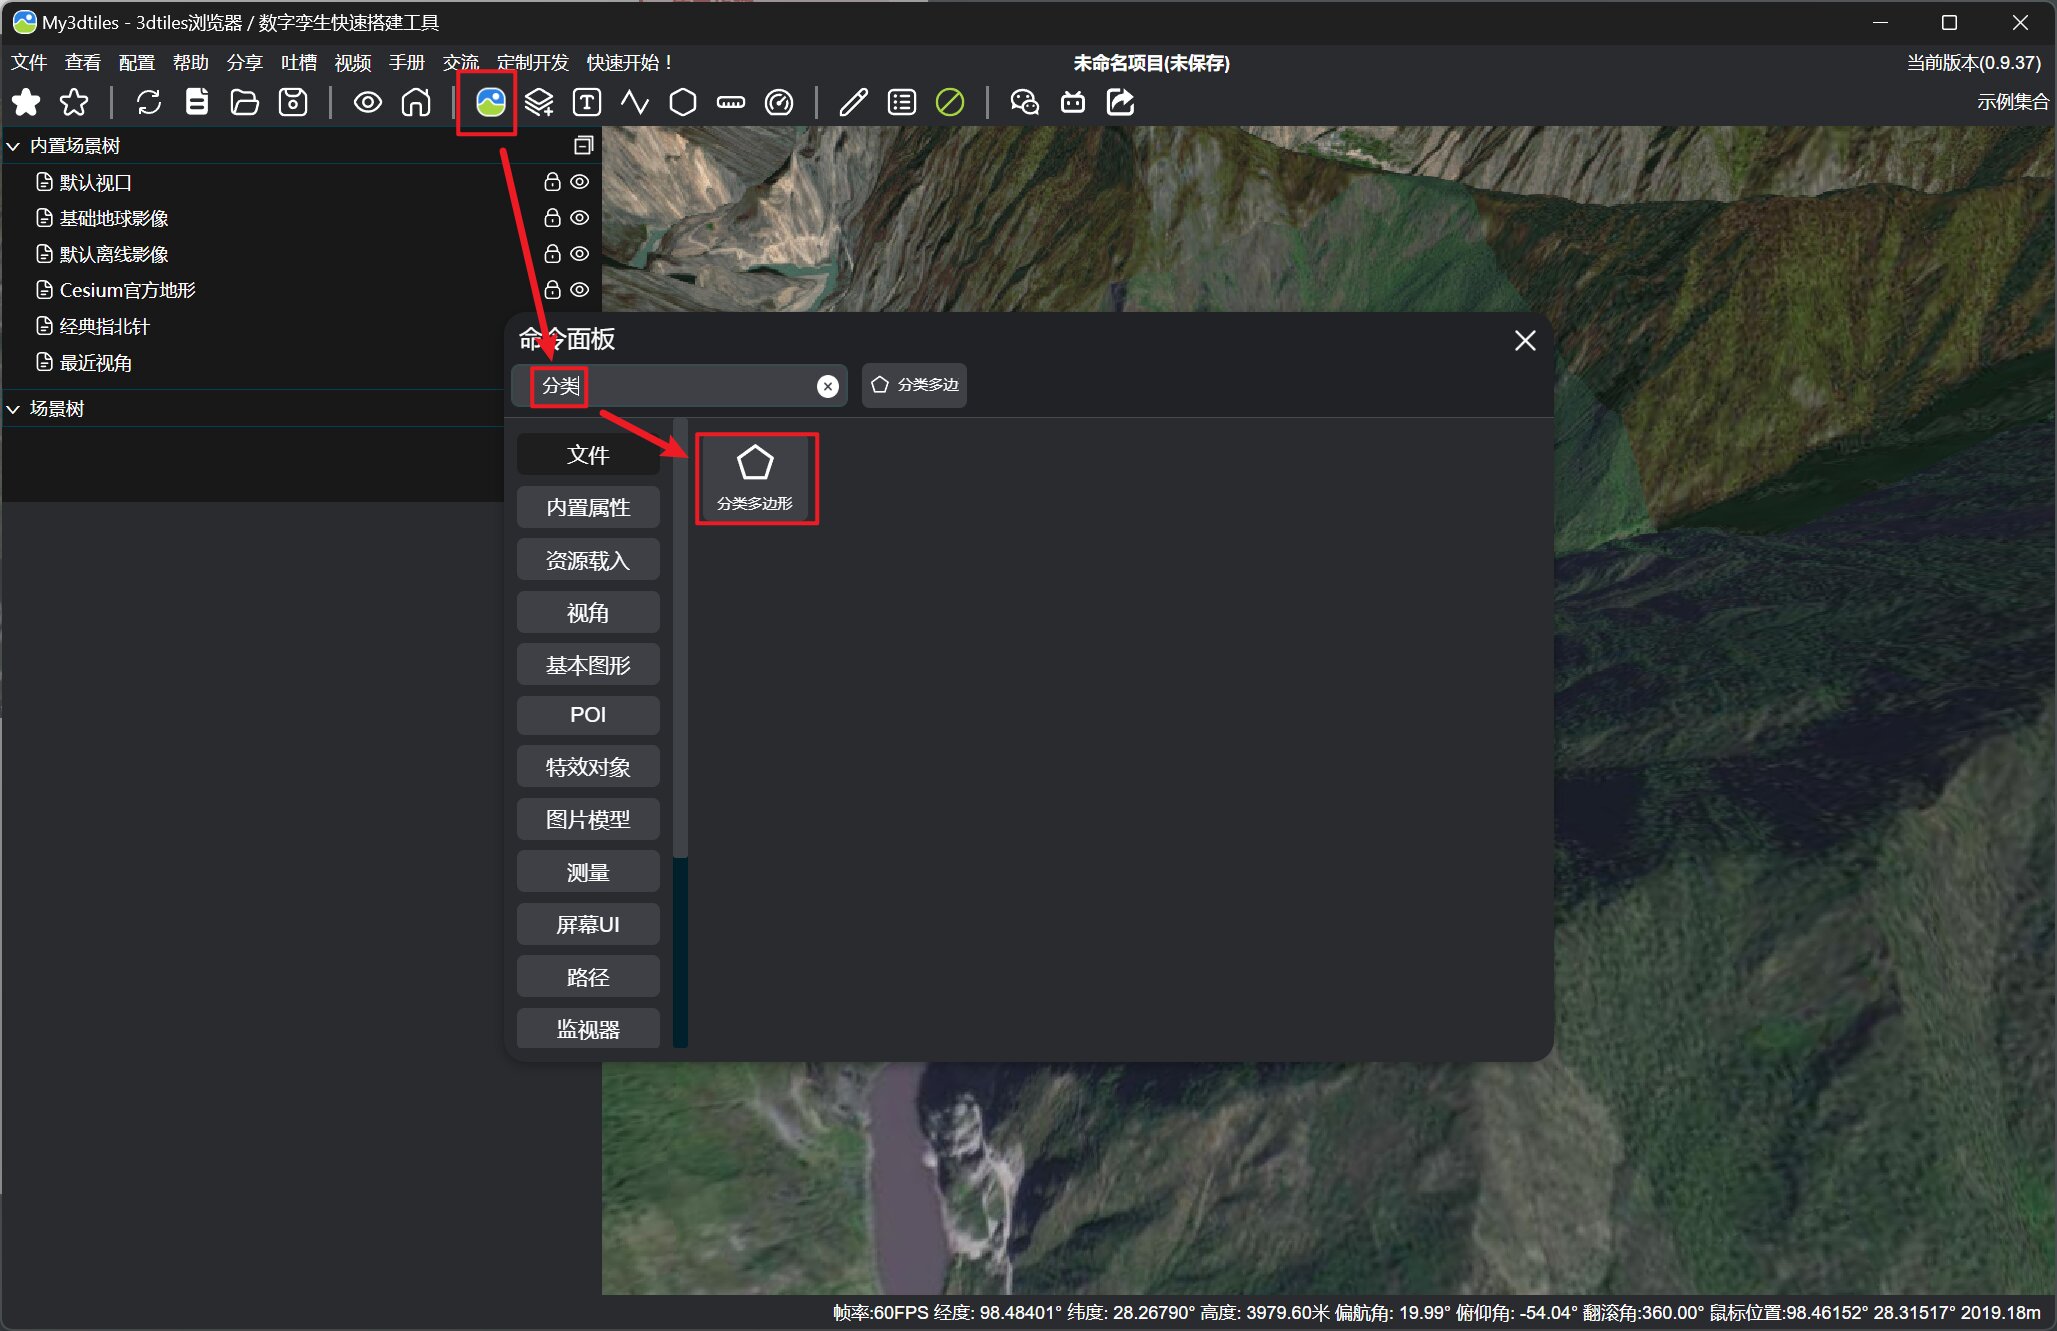 My3dtiles - 3dtiles浏览器 / 数字孪生快速搭建工具
文件 查看 配置 帮助 分享 吐槽 视频 手册 交流 定制开发 快速开始！
未命名项目(未保存)
当前版本(0.9.37)
示例集合
内置场景树
默认视口
基础地球影像
默认离线影像
Cesium官方地形
经典指北针
最近视角
场景树
命令面板
分类
分类多边
文件
分类多边形
内置属性
资源载入
视角
基本图形
POI
特效对象
图片模型
测量
屏幕UI
路径
监视器
帧率:60FPS 经度: 98.48401° 纬度: 28.26790° 高度: 3979.60米 偏航角: 19.99° 俯仰角: -54.04° 翻滚角:360.00° 鼠标位置:98.46152° 28.31517° 2019.18m